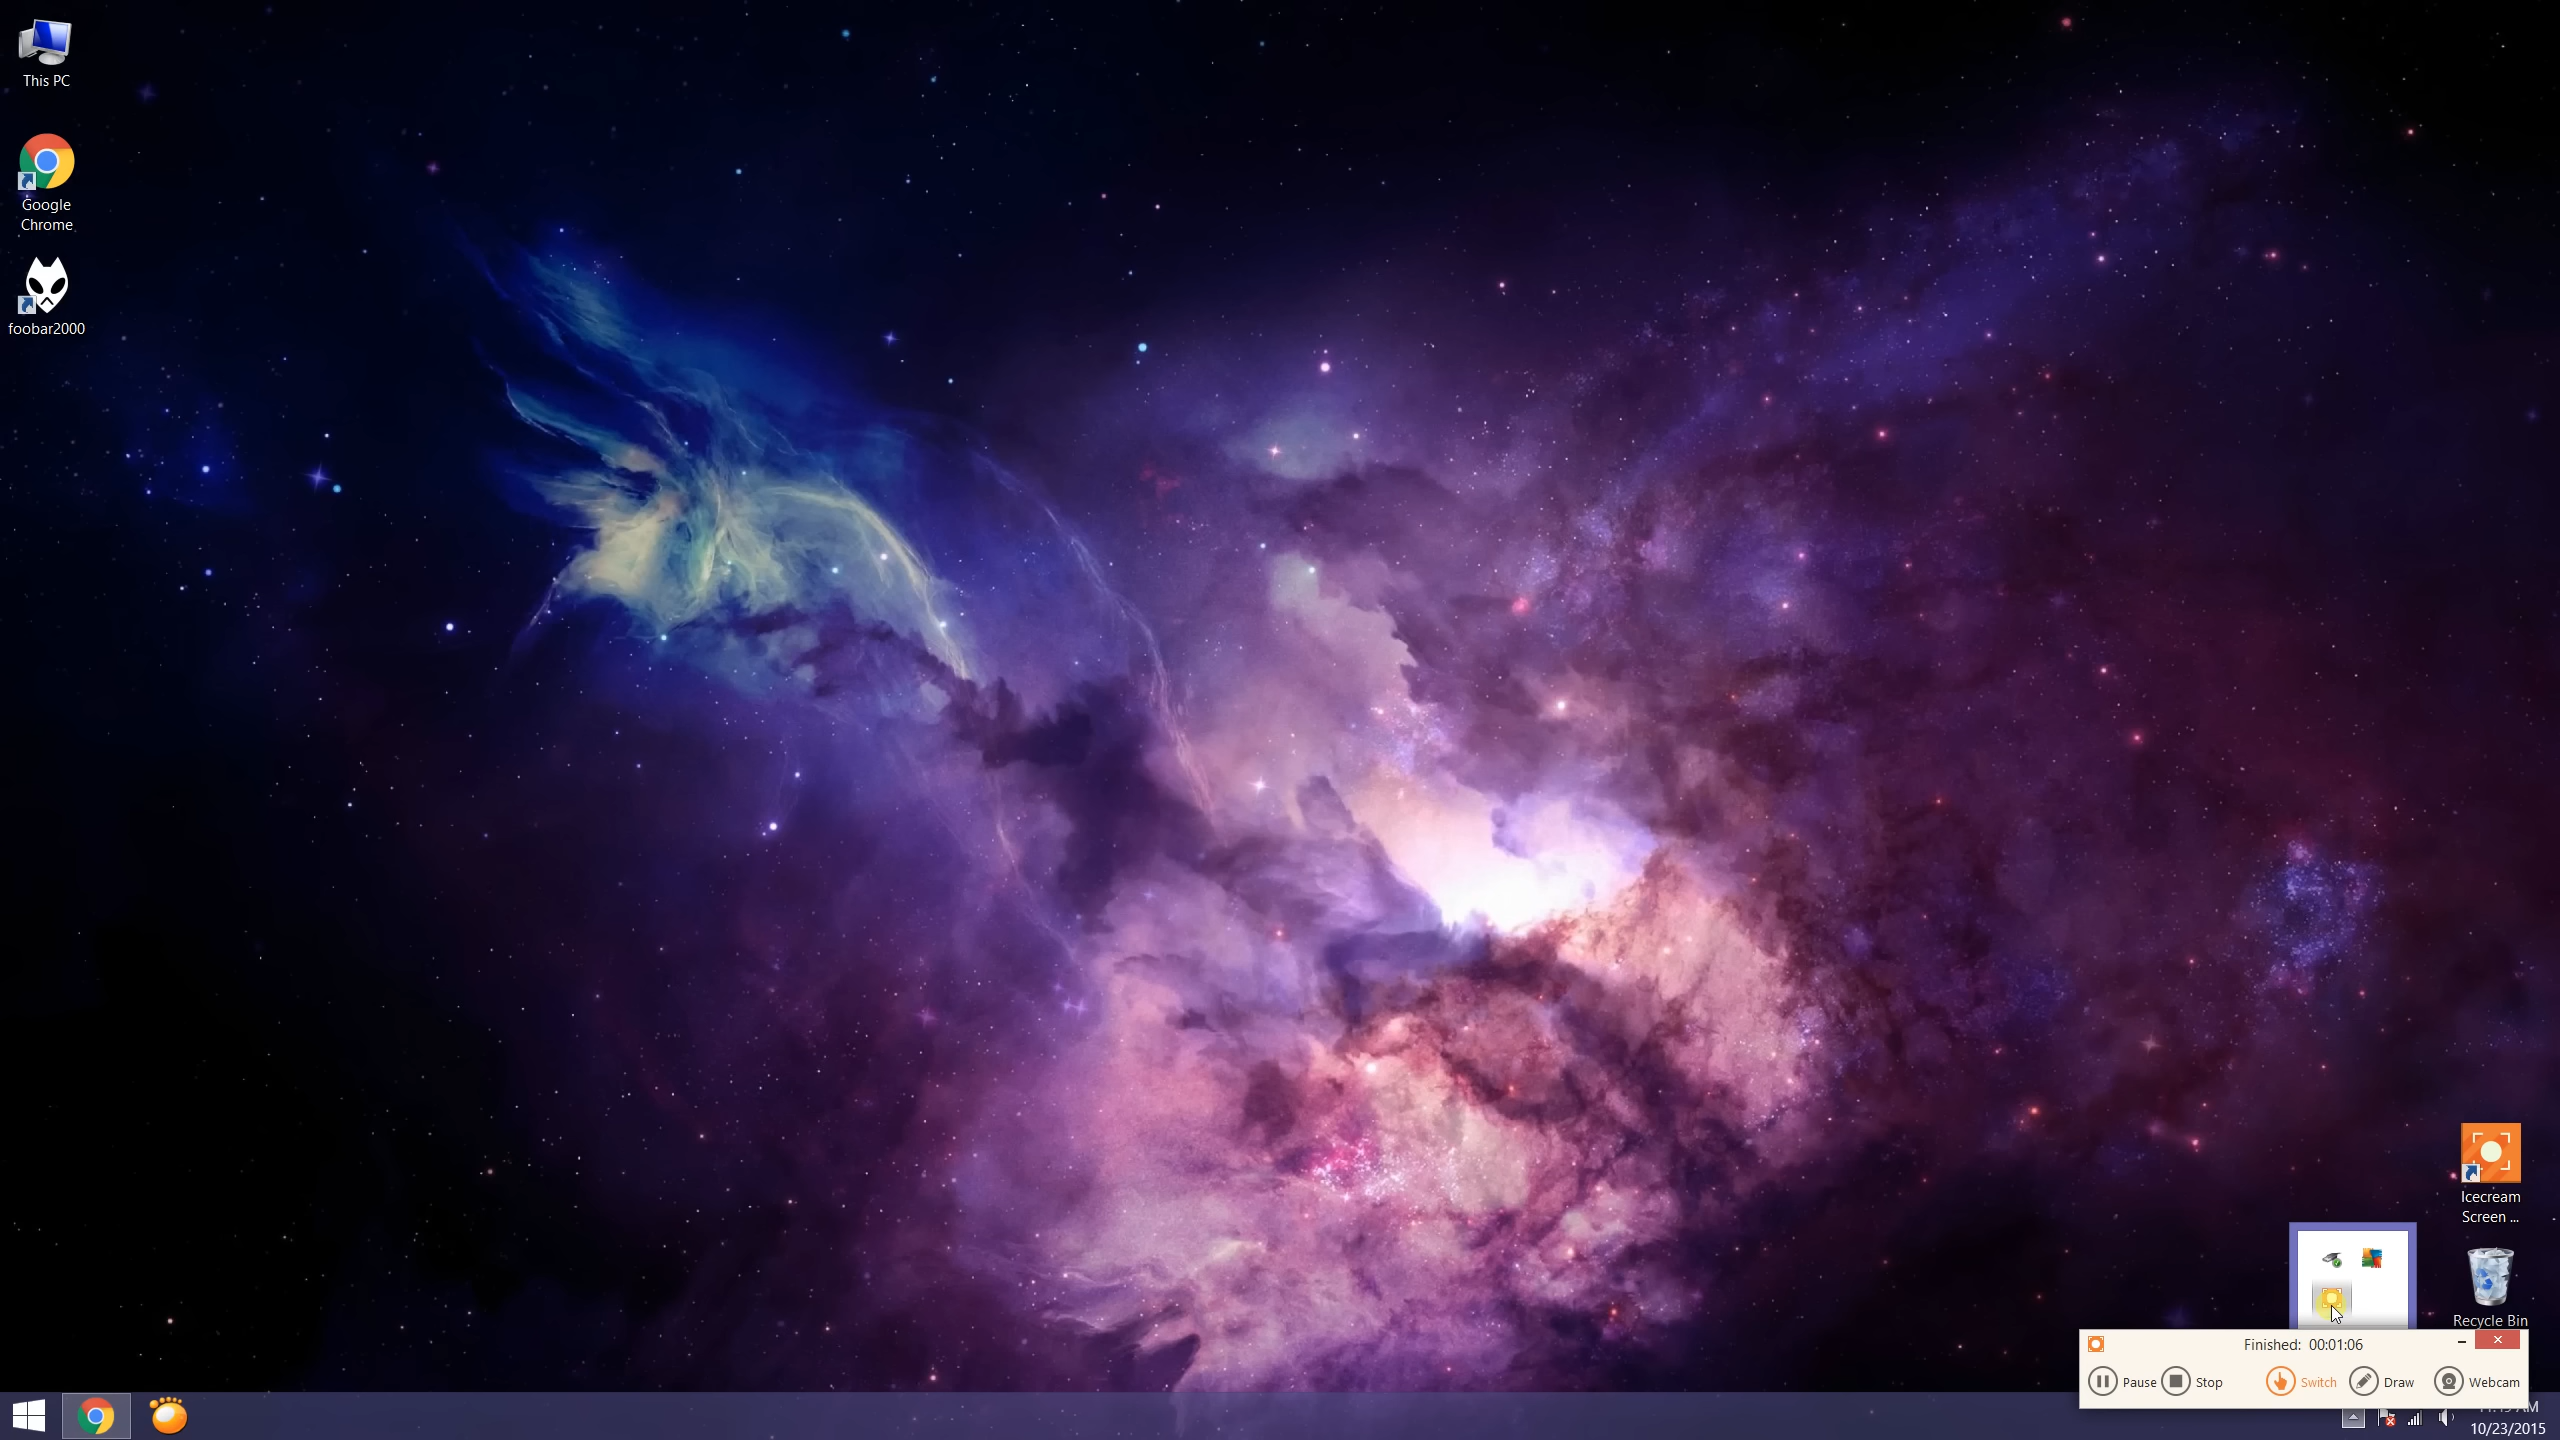 This PC
Google
Chrome
foobar2000
Icecream
Screen ...
Recycle Bin
Finished: 00:01:06
Pause
Stop
Switch
Draw
Webcam
AM
10/23/2015